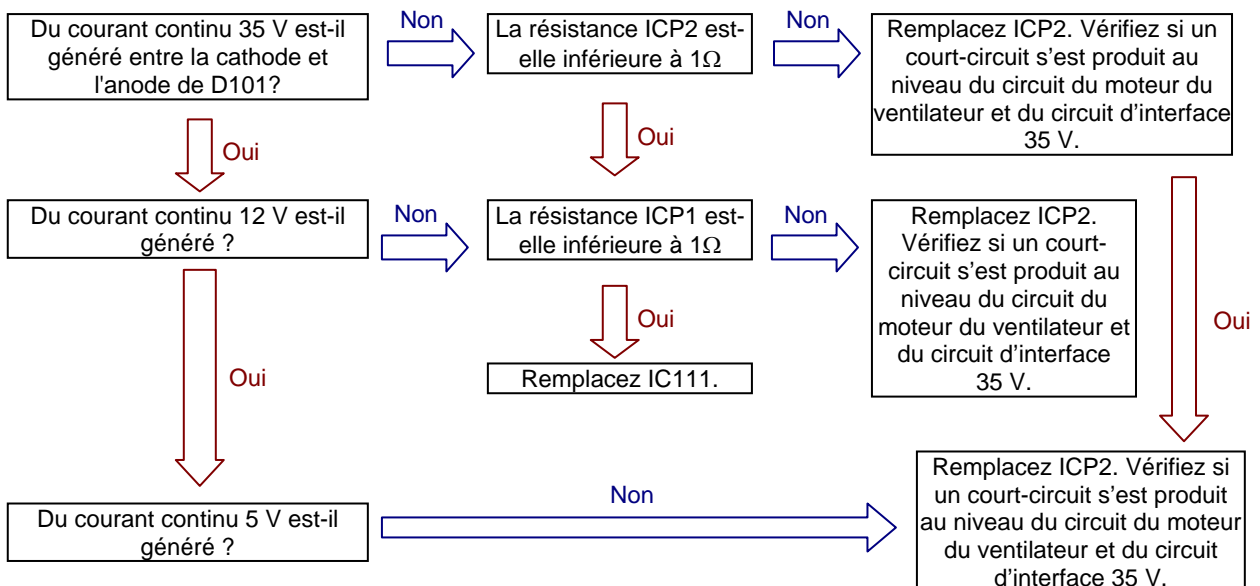 Du courant continu 35 V est-il
généré entre la cathode et
l'anode de D101?
Non
La résistance ICP2 est-
elle inférieure à 1Ω
Non
Remplacez ICP2. Vérifiez si un
court-circuit s’est produit au
niveau du circuit du moteur du
ventilateur et du circuit d’interface
35 V.
Oui
Oui
Du courant continu 12 V est-il
généré ?
Non
La résistance ICP1 est-
elle inférieure à 1Ω
Non
Remplacez ICP2.
Vérifiez si un court-
circuit s’est produit au
niveau du circuit du
moteur du ventilateur et
du circuit d’interface
35 V.
Oui
Oui
Oui
Remplacez IC111.
Du courant continu 5 V est-il
généré ?
Non
Remplacez ICP2. Vérifiez si
un court-circuit s’est produit
au niveau du circuit du moteur
du ventilateur et du circuit
d’interface 35 V.